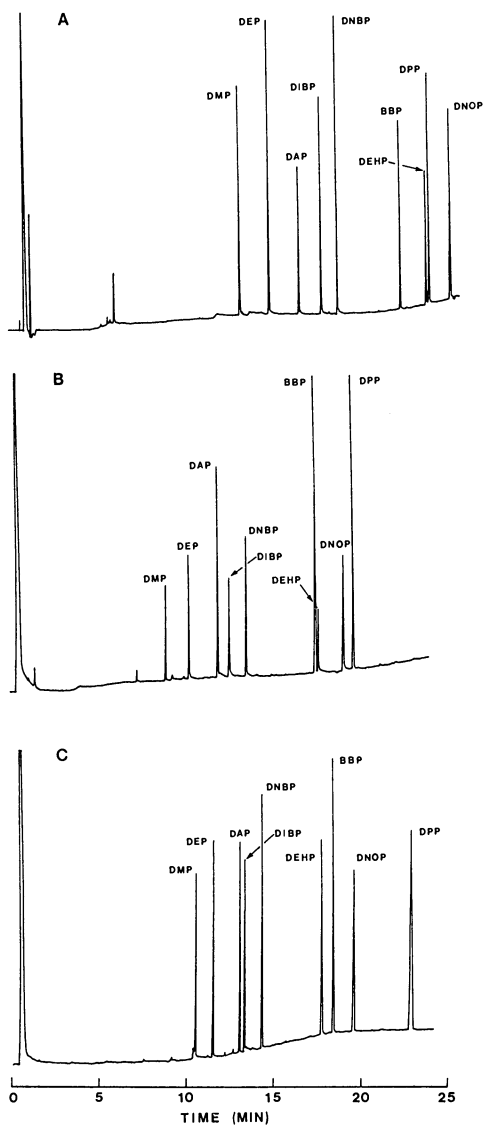 A
DEP
DNBP
DMP
DIBP
DPP
BBP
DNOP
DAP
DEHP
B
BBP
DPP
DAP
DNBP
DEP
DIBP
DNOP
DMP
DEHP
C
BBP
DNBP
DEP
DAP
DIBP
DPP
DEHP
DNOP
DMP
0 5 10 15 20 25
TIME (MIN)